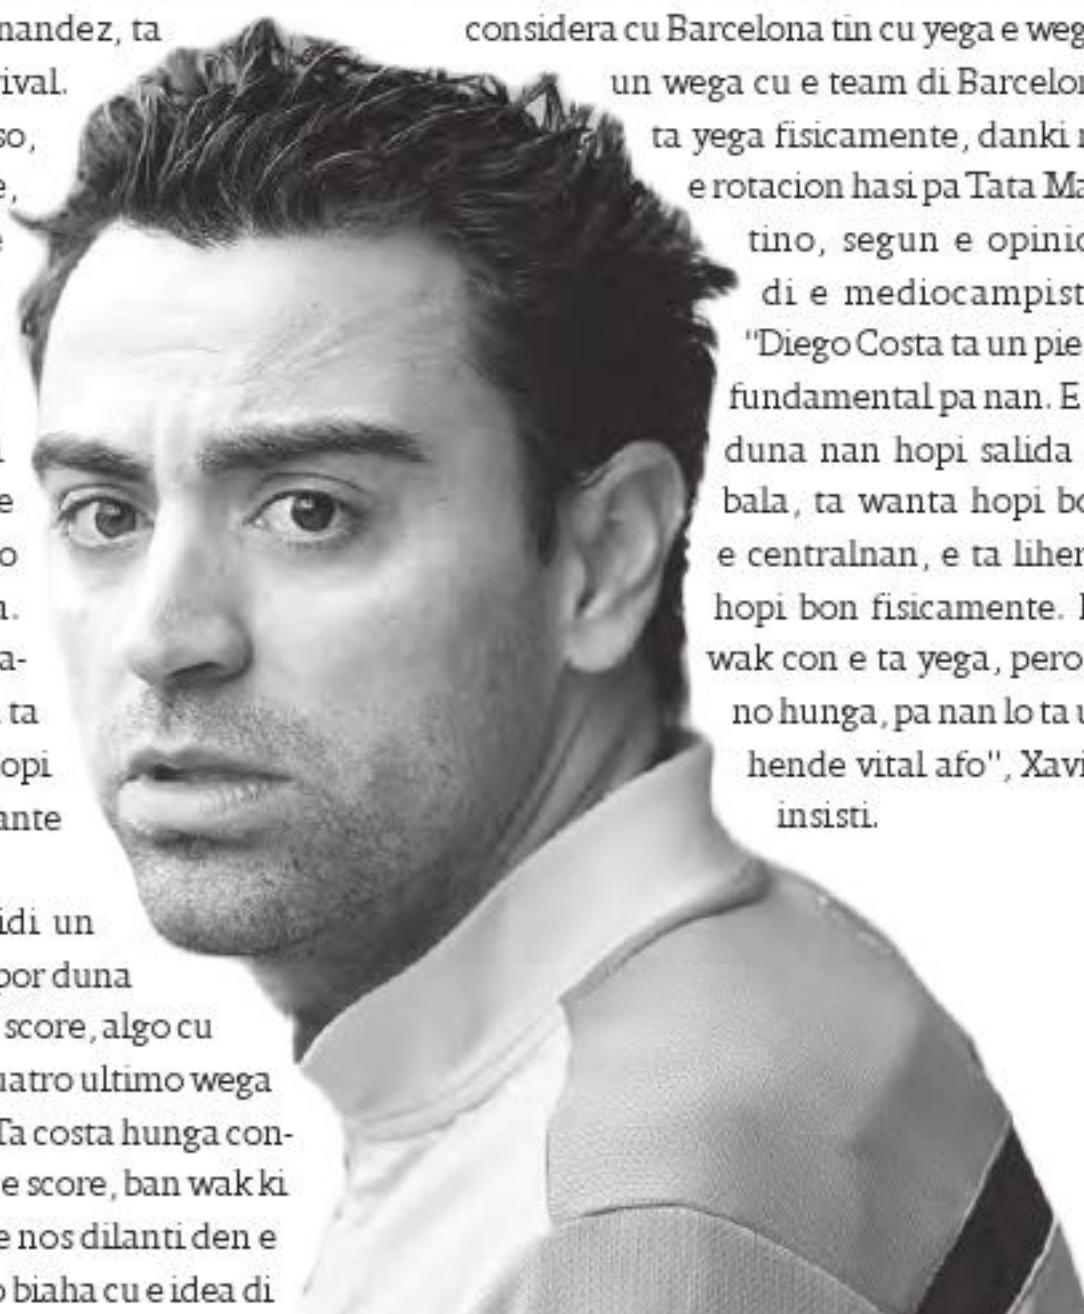 nandez, ta
ival.
so,
e,
e
i
e
o
a.
a-
ta
opi
ante
idi un
por duna
score, algo cu
uatro ultimo wega
Ta costa hunga con-
e score, ban wak ki
e nos dilanti den e
o biaha cu e idea di
considera cu Barcelona tin cu yega e weg
un wega cu e team di Barcelon
ta yega fisicamente, danki
e rotacion hasi pa Tata Ma
tino, segun e opinio
di e mediocampist
"Diego Costa ta un pie
fundamental pa nan. E
duna nan hopi salida
bala, ta wanta hopi bo
e centralnan, e ta liher
hopi bon fisicamente.
wak con e ta yega, pero
no hunga, pa nan lo ta u
hende vital afo", Xavi
insisti.